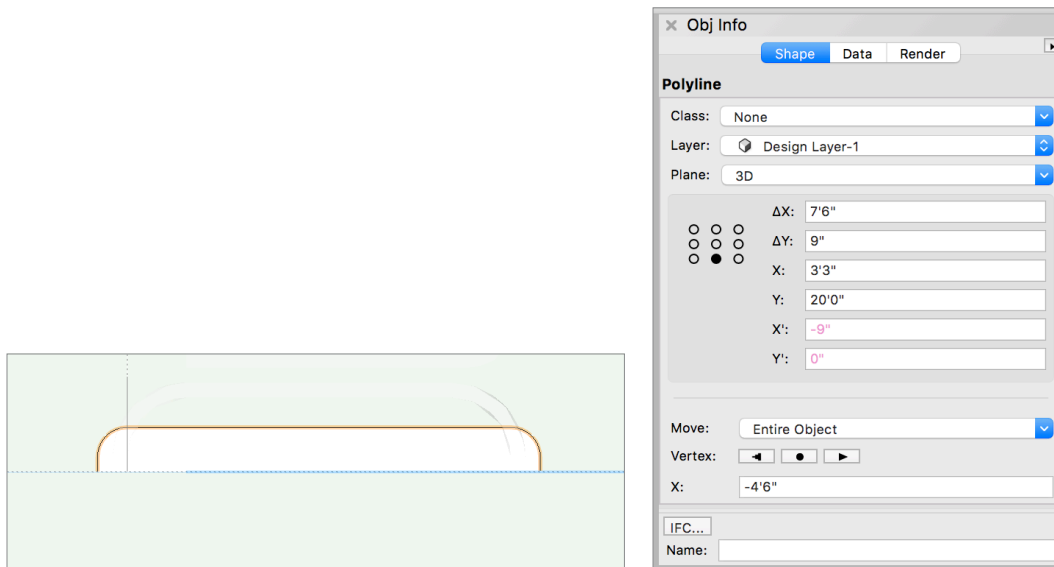 Obj Info
Shape Data Render
Polyline
Class: None
Layer: Design Layer-1
Plane: 3D
ΔX: 7'6"
ΔY: 9"
X: 3'3"
Y: 20'0"
X': -9"
Y': 0"
Move: Entire Object
Vertex:
X: -4'6"
IFC...
Name: